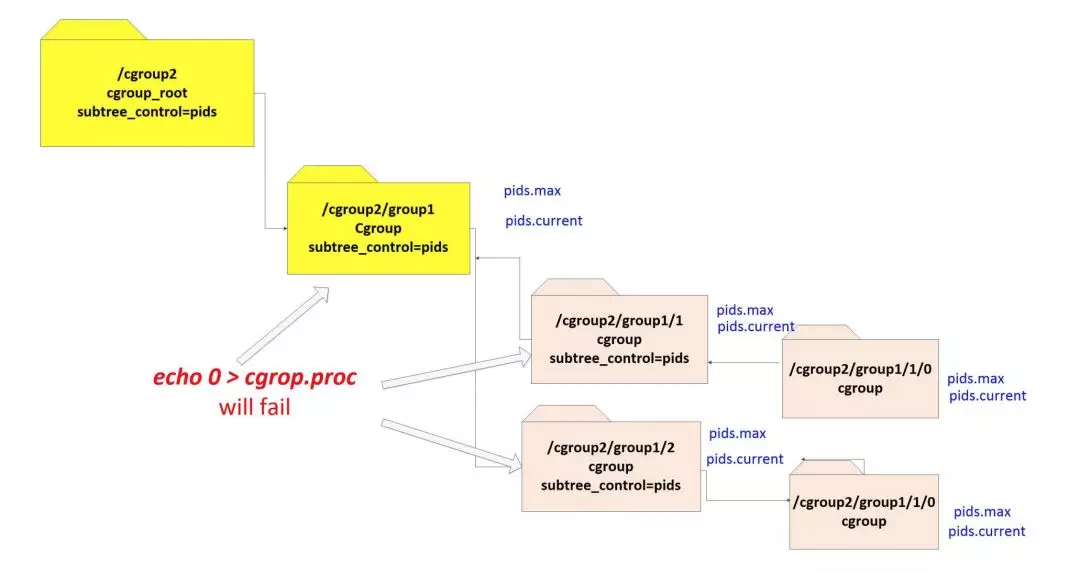 /cgroup2
cgroup_root
subtree_control=pids
/cgroup2/group1
Cgroup
subtree_control=pids
pids.max
pids.current
/cgroup2/group1/1
cgroup
subtree_control=pids
pids.max
pids.current
/cgroup2/group1/1/0
cgroup
pids.max
pids.current
echo 0 > cgrop.proc
will fail
/cgroup2/group1/2
cgroup
subtree_control=pids
pids.max
pids.current
/cgroup2/group1/1/0
cgroup
pids.max
pids.current